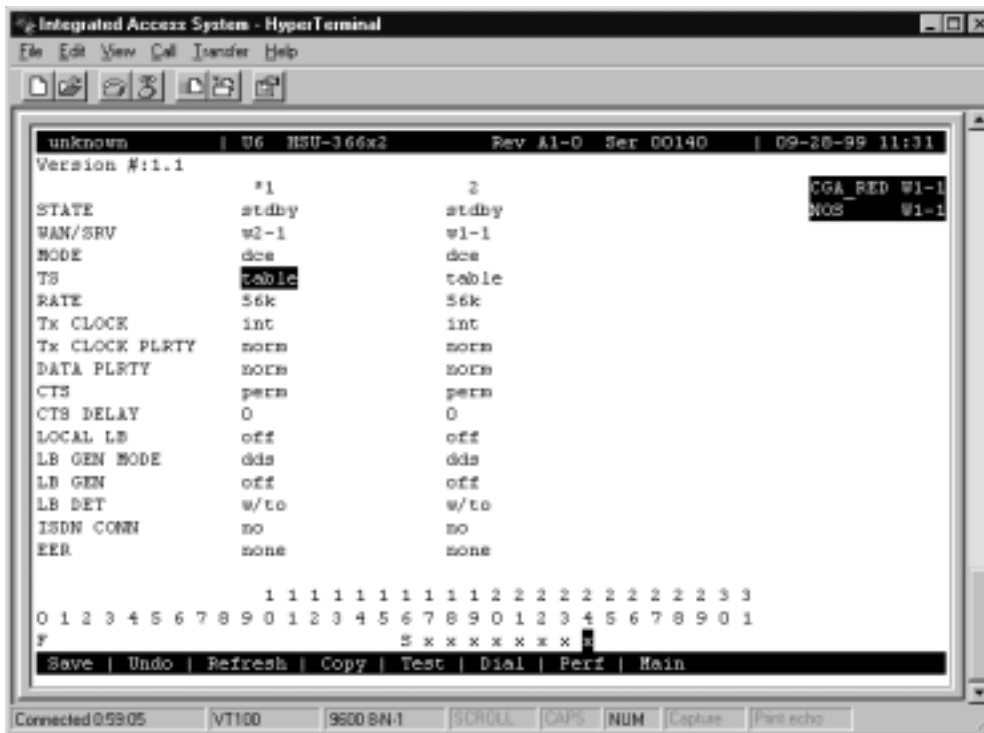 Integrated Access System - HyperTerminal
File Edit View Call Transfer Help
unknown | U6 HSU-366x2 Rev A1-0 Ser 00140 | 09-28-99 11:31
Version #:1.1
*1 2 CGA_RED W1-1
STATE stdby stdby NOS W1-1
WAN/SRV w2-1 w1-1
MODE dce dce
TS table table
RATE 56k 56k
Tx CLOCK int int
Tx CLOCK PLRTY norm norm
DATA PLRTY norm norm
CTS perm perm
CTS DELAY 0 0
LOCAL LB off off
LB GEN MODE dds dds
LB GEN off off
LB DET w/to w/to
ISDN CONN no no
EER none none
1 1 1 1 1 1 1 1 1 1 2 2 2 2 2 2 2 2 2 2 3 3
0 1 2 3 4 5 6 7 8 9 0 1 2 3 4 5 6 7 8 9 0 1 2 3 4 5 6 7 8 9 0 1
F S x x x x x x x x
Save | Undo | Refresh | Copy | Test | Dial | Perf | Main
Connected 0:59:05 VT100 9600 8-N-1 SCROLL CAPS NUM Capture Print echo